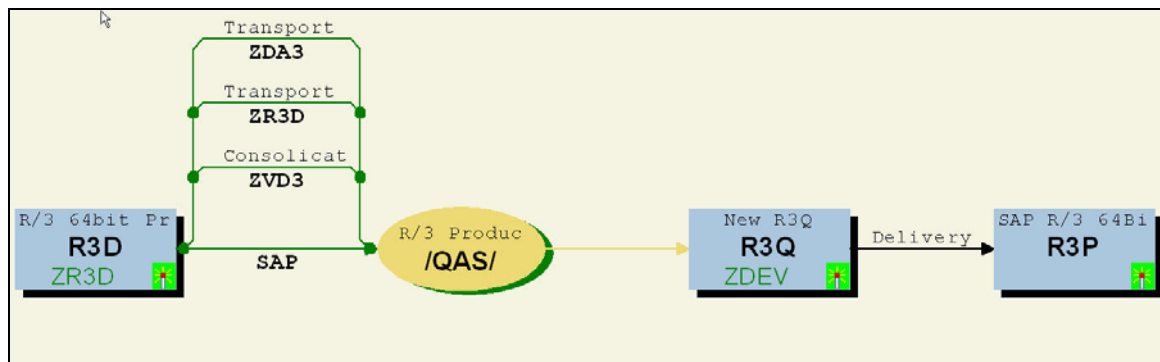 Transport
ZDA3
Transport
ZR3D
Consolicat
ZVD3
R/3 64bit Pr
R3D
ZR3D
SAP
R/3 Produc
/QAS/
New R3Q
R3Q
ZDEV
Delivery
SAP R/3 64Bi
R3P